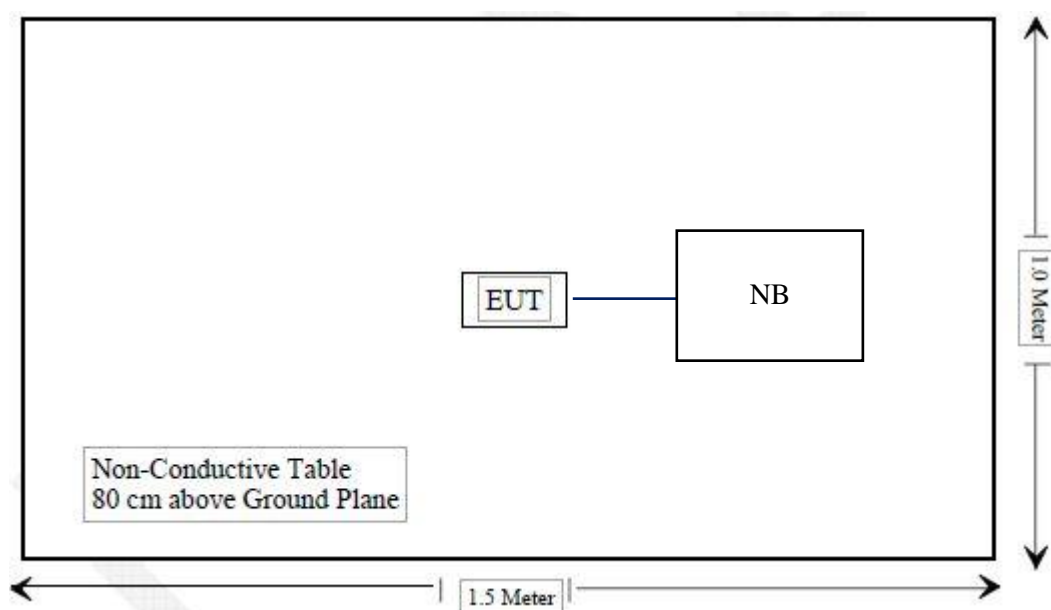 EUT
NB
1.0 Meter
Non-Conductive Table
80 cm above Ground Plane
1.5 Meter